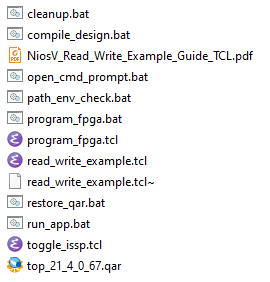 cleanup.bat
compile_design.bat
NiosV_Read_Write_Example_Guide_TCL.pdf
open_cmd_prompt.bat
path_env_check.bat
program_fpga.bat
program_fpga.tcl
read_write_example.tcl
read_write_example.tcl~
restore_qar.bat
run_app.bat
toggle_issp.tcl
top_21_4_0_67.qar